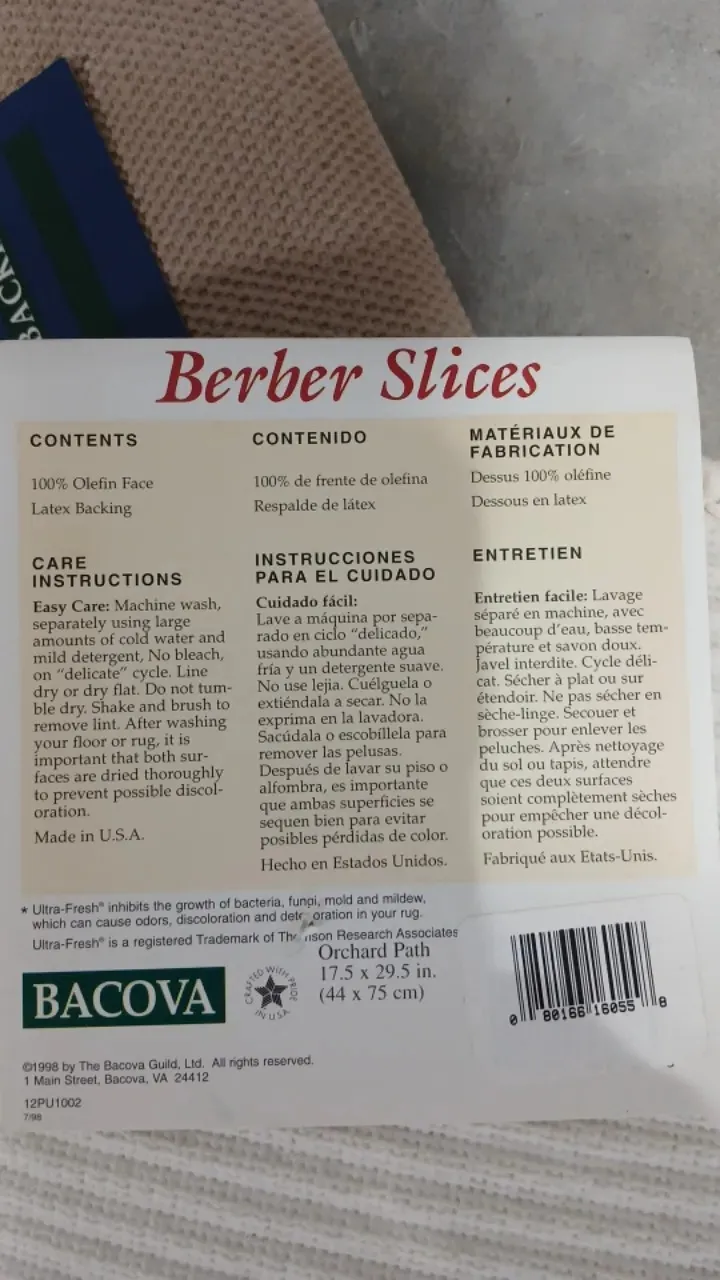 BACK
Berber Slices
CONTENTS
100% Olefin Face
Latex Backing
CARE
INSTRUCTIONS
Easy Care: Machine wash,
separately using large
amounts of cold water and
mild detergent, No bleach,
on "delicate" cycle. Line
dry or dry flat. Do not tum-
ble dry. Shake and brush to
remove lint. After washing
your floor or rug, it is
important that both sur-
faces are dried thoroughly
to prevent possible discol-
oration.
Made in U.S.A.
CONTENIDO
100% de frente de olefina
Respalde de látex
INSTRUCCIONES
PARA EL CUIDADO
Cuidado fácil:
Lave a máquina por sepa-
rado en ciclo "delicado,"
usando abundante agua
fría y un detergente suave.
No use lejia. Cuélguela o
extiéndala a secar. No la
exprima en la lavadora.
Sacúdala o escobíllela para
remover las pelusas.
Después de lavar su piso o
alfombra, es importante
que ambas superficies se
sequen bien para evitar
posibles pérdidas de color.
Hecho en Estados Unidos.
MATÉRIAUX DE
FABRICATION
Dessus 100% oléfine
Dessous en latex
ENTRETIEN
Entretien facile: Lavage
séparé en machine, avec
beaucoup d'eau, basse tem-
pérature et savon doux.
Javel interdite. Cycle déli-
cat. Sécher à plat ou sur
étendoir. Ne pas sécher en
sèche-linge. Secouer et
brosser pour enlever les
peluches. Après nettoyage
du sol ou tapis, attendre
que ces deux surfaces
soient complètement sèches
pour empêcher une décol-
oration possible.
Fabriqué aux Etats-Unis.
* Ultra-Fresh® inhibits the growth of bacteria, fungi, mold and mildew,
which can cause odors, discoloration and deterioration in your rug.
Ultra-Fresh® is a registered Trademark of Thomson Research Associates
BACOVA
CRAFTED WITH PRIDE
IN U.S.A.
Orchard Path
17.5 x 29.5 in.
(44 x 75 cm)
0 80166 16055 8
©1998 by The Bacova Guild, Ltd. All rights reserved.
1 Main Street, Bacova, VA 24412
12PU1002
7/98